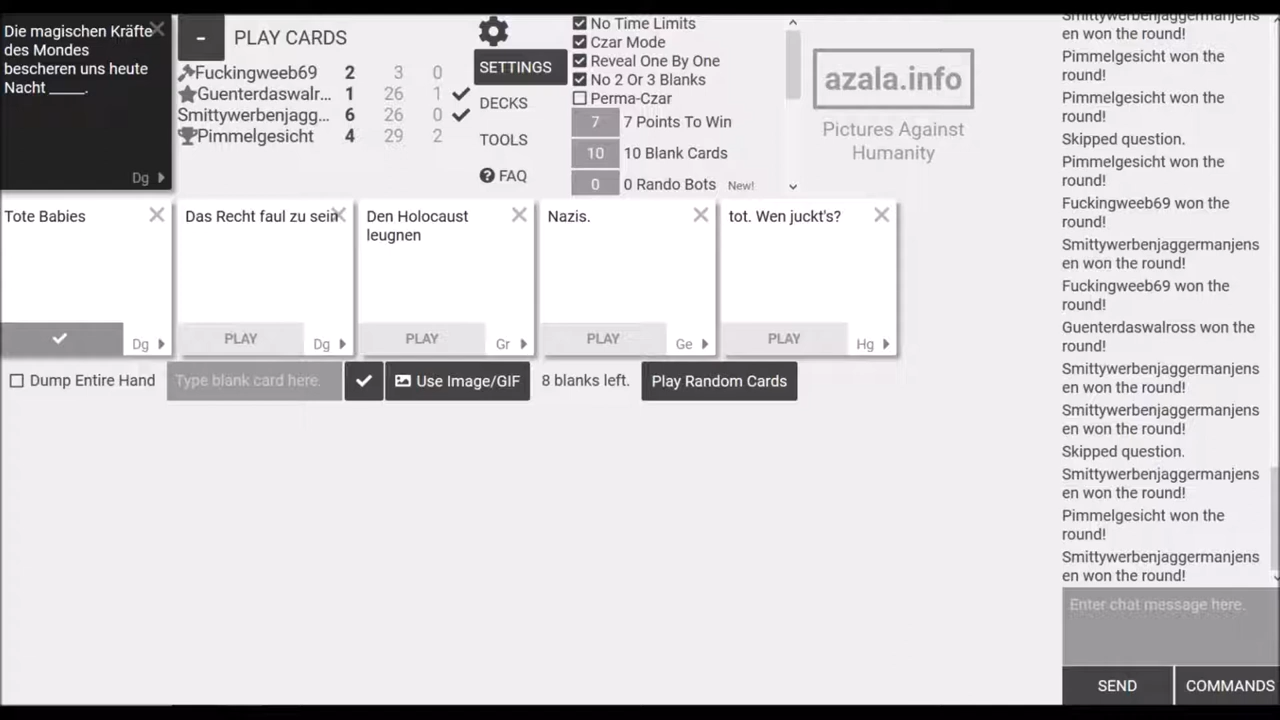 Die magischen Kräfte
des Mondes
bescheren uns heute
Nacht _____.
Dg
-
PLAY CARDS
Fuckingweeb69 2 3 0
Guenterdaswalr... 1 26 1
Smittywerbenjagg... 6 26 0
Pimmelgesicht 4 29 2
SETTINGS
DECKS
TOOLS
FAQ
No Time Limits
Czar Mode
Reveal One By One
No 2 Or 3 Blanks
Perma-Czar
7 7 Points To Win
10 10 Blank Cards
0 0 Rando Bots New!
azala.info
Pictures Against
Humanity
Tote Babies
Dg
Das Recht faul zu sein
PLAY Dg
Den Holocaust
leugnen
PLAY Gr
Nazis.
PLAY Ge
tot. Wen juckt's?
PLAY Hg
Dump Entire Hand
Type blank card here.
Use Image/GIF
8 blanks left.
Play Random Cards
Smittywerbenjaggermanjens
en won the round!
Pimmelgesicht won the
round!
Pimmelgesicht won the
round!
Skipped question.
Pimmelgesicht won the
round!
Fuckingweeb69 won the
round!
Smittywerbenjaggermanjens
en won the round!
Fuckingweeb69 won the
round!
Guenterdaswalross won the
round!
Smittywerbenjaggermanjens
en won the round!
Smittywerbenjaggermanjens
en won the round!
Skipped question.
Smittywerbenjaggermanjens
en won the round!
Pimmelgesicht won the
round!
Smittywerbenjaggermanjens
en won the round!
Enter chat message here.
SEND
COMMANDS